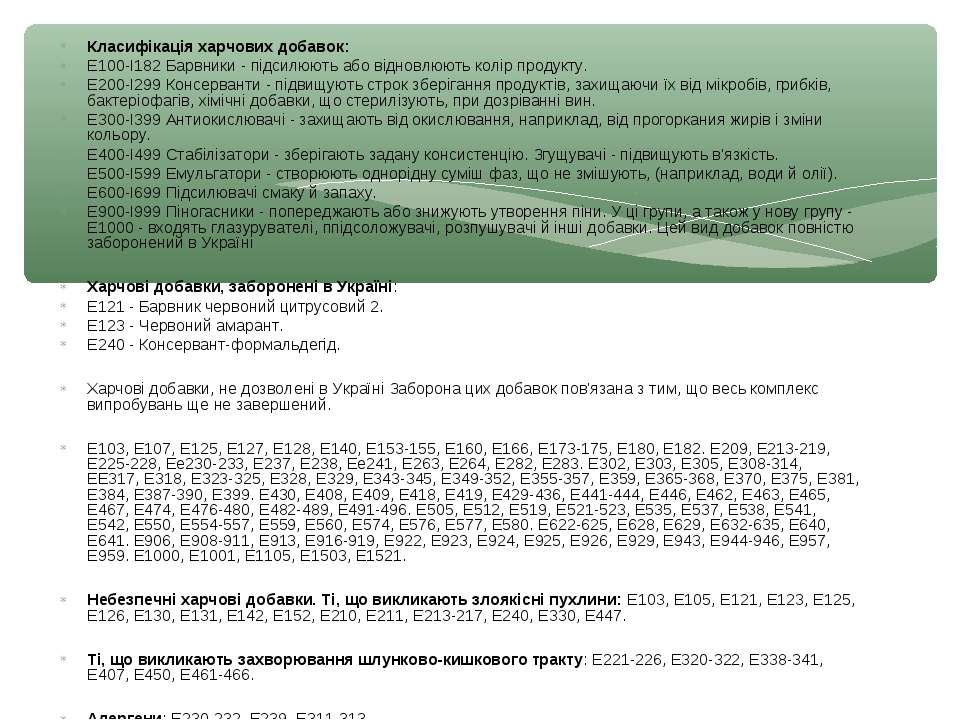 Класифікація харчових добавок:
Е100-І182 Барвники - підсилюють або відновлюють колір продукту.
Е200-І299 Консерванти - підвищують строк зберігання продуктів, захищаючи їх від мікробів, грибків,
бактеріофагів, хімічні добавки, що стерилізують, при дозріванні вин.
Е300-І399 Антиокислювачі - захищають від окислювання, наприклад, від прогоркания жирів і зміни
кольору.
Е400-І499 Стабілізатори - зберігають задану консистенцію. Згущувачі - підвищують в'язкість.
Е500-І599 Емульгатори - створюють однорідну суміш фаз, що не змішують, (наприклад, води й олії).
Е600-І699 Підсилювачі смаку й запаху.
Е900-І999 Піногасники - попереджають або знижують утворення піни. У ці групи, а також у нову групу -
Е1000 - входять глазурувателі, ппідсоложувачі, розпушувачі й інші добавки. Цей вид добавок повністю
заборонений в Україні
Харчові добавки, заборонені в Україні:
Е121 - Барвник червоний цитрусовий 2.
Е123 - Червоний амарант.
Е240 - Консервант-формальдегід.
Харчові добавки, не дозволені в Україні Заборона цих добавок пов'язана з тим, що весь комплекс
випробувань ще не завершений.
Е103, Е107, Е125, Е127, Е128, Е140, Е153-155, Е160, Е166, Е173-175, Е180, Е182. Е209, Е213-219,
Е225-228, Ее230-233, Е237, Е238, Ее241, Е263, Е264, Е282, Е283. Е302, Е303, Е305, Е308-314,
ЕЕ317, Е318, Е323-325, Е328, Е329, Е343-345, Е349-352, Е355-357, Е359, Е365-368, Е370, Е375, Е381,
Е384, Е387-390, Е399. Е430, Е408, Е409, Е418, Е419, Е429-436, Е441-444, Е446, Е462, Е463, Е465,
Е467, Е474, Е476-480, Е482-489, Е491-496. Е505, Е512, Е519, Е521-523, Е535, Е537, Е538, Е541,
Е542, Е550, Е554-557, Е559, Е560, Е574, Е576, Е577, Е580. Е622-625, Е628, Е629, Е632-635, Е640,
Е641. Е906, Е908-911, Е913, Е916-919, Е922, Е923, Е924, Е925, Е926, Е929, Е943, Е944-946, Е957,
Е959. Е1000, Е1001, Е1105, Е1503, Е1521.
Небезпечні харчові добавки. Ті, що викликають злоякісні пухлини: Е103, Е105, Е121, Е123, Е125,
Е126, Е130, Е131, Е142, Е152, Е210, Е211, Е213-217, Е240, Е330, Е447.
Ті, що викликають захворювання шлунково-кишкового тракту: Е221-226, Е320-322, Е338-341,
Е407, Е450, Е461-466.
Алергени: Е230-232, Е239, Е311-313